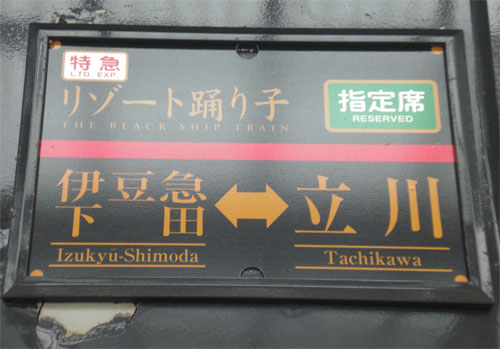 特急
LTD. EXP.
リゾート踊り子
THE BLACK SHIP TRAIN
指定席
RESERVED
伊豆急
下田
Izukyū-Shimoda
立川
Tachikawa